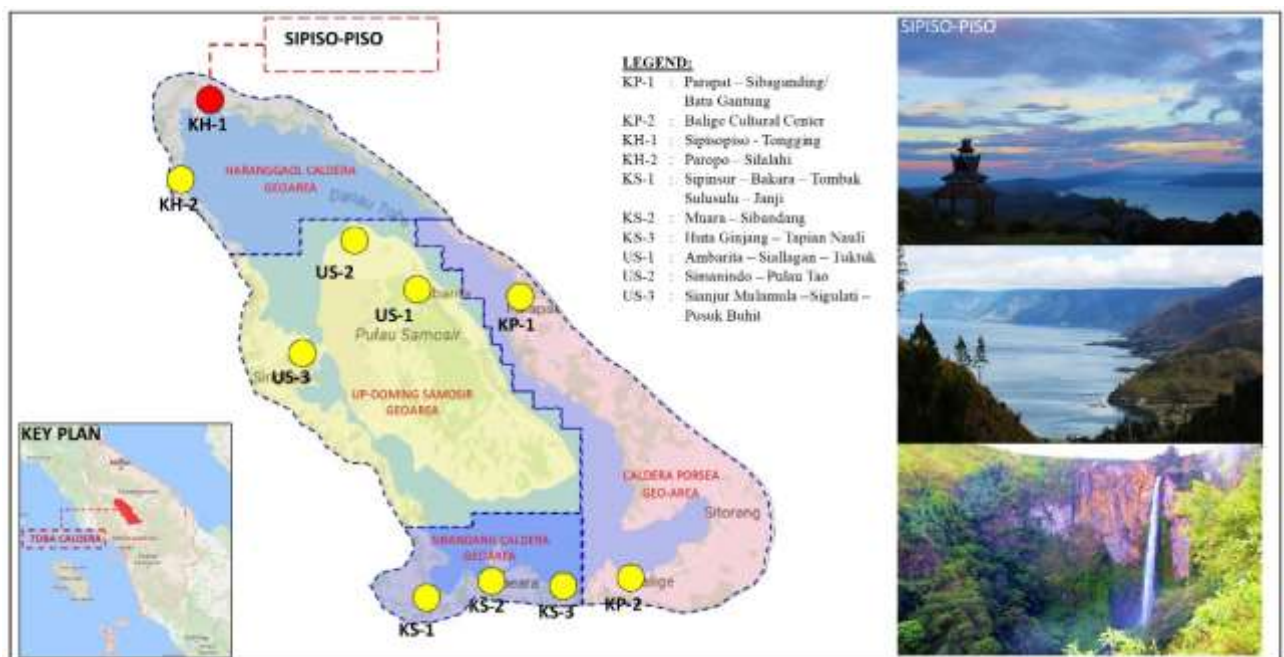 SIPISO-PISO
KH-1
HARANGGAOL CALDERA
GEOAREA
Danau Toba
KH-2
US-2
US-1
Pulau Samosir
KP-1
US-3
UP-DOMING SAMOSIR
GEOAREA
CALDERA PORSEA
GEO-AREA
Sitorang
SIBANDANG CALDERA
KS-1
KS-2
KS-3
KP-2
KEY PLAN
TOBA CALDERA
LEGEND:
KP-1 : Parapat – Sibaganding/
Batu Gantung
KP-2 : Balige Cultural Center
KH-1 : Sipisopiso - Tongging
KH-2 : Paropo – Silalahi
KS-1 : Sipinsur – Bakara – Tombak
Sulusulu – Janji
KS-2 : Muara – Sibandang
KS-3 : Huta Ginjang – Tapian Nauli
US-1 : Ambarita – Siallagan – Tuktuk
US-2 : Simanindo – Pulau Tao
US-3 : Sianjur Mulamula – Sigulati –
Pusuk Buhit
SIPISO-PISO